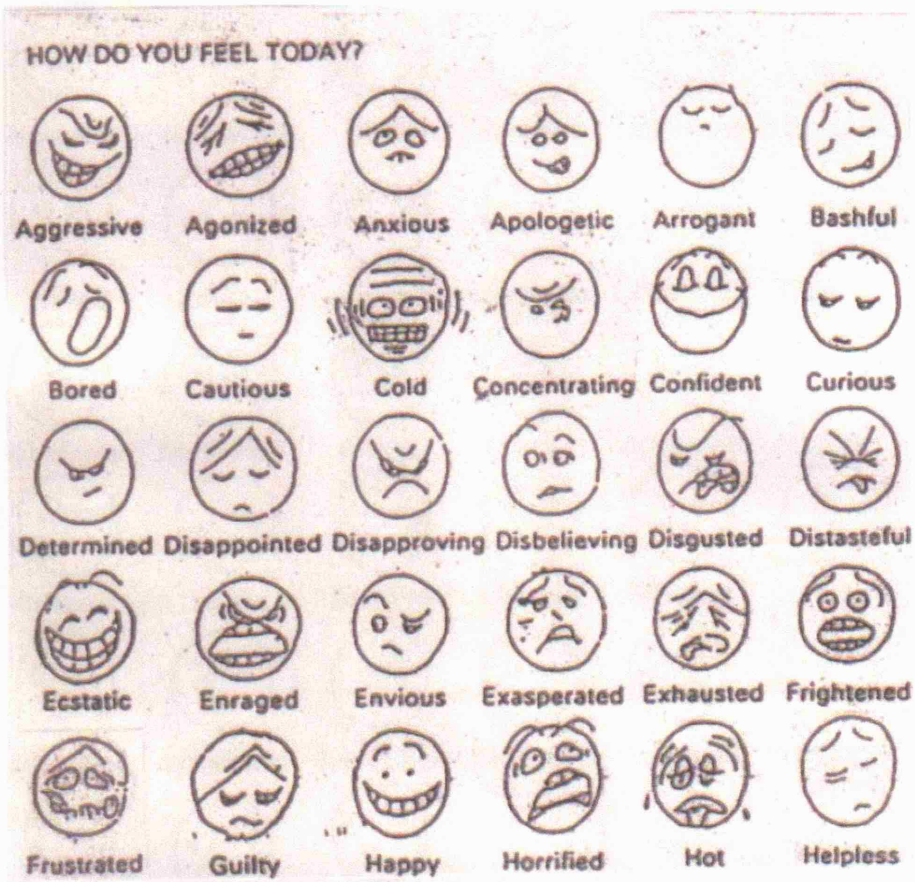 HOW DO YOU FEEL TODAY?
Aggressive Agonized Anxious Apologetic Arrogant Bashful
Bored Cautious Cold Concentrating Confident Curious
Determined Disappointed Disapproving Disbelieving Disgusted Distasteful
Ecstatic Enraged Envious Exasperated Exhausted Frightened
Frustrated Guilty Happy Horrified Hot Helpless